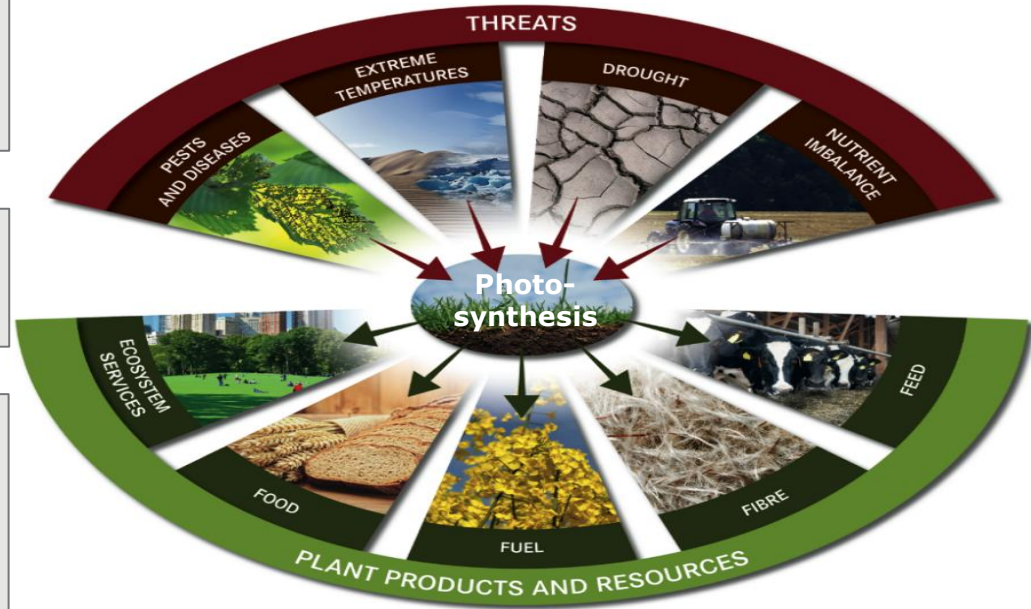 THREATS
PESTS
AND DISEASES
EXTREME
TEMPERATURES
DROUGHT
NUTRIENT
IMBALANCE
Photo-
synthesis
ECOSYSTEM
SERVICES
FOOD
FUEL
FIBRE
FEED
PLANT PRODUCTS AND RESOURCES